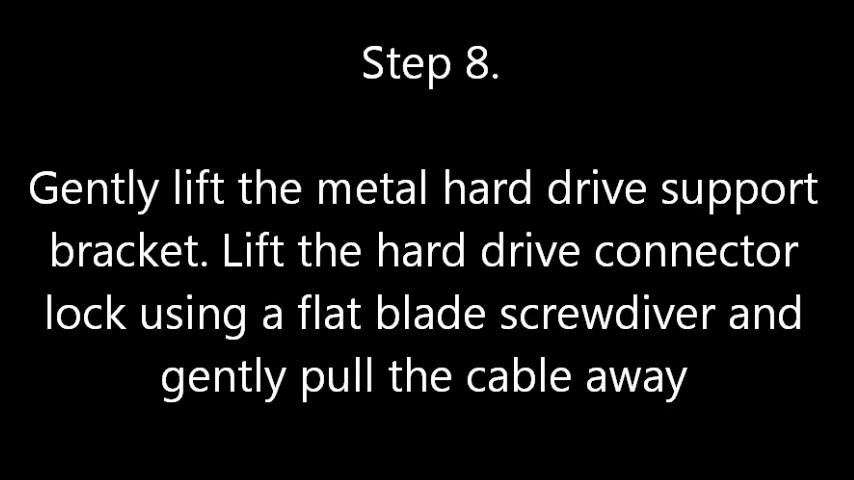 Step 8.
Gently lift the metal hard drive support
bracket. Lift the hard drive connector
lock using a flat blade screwdiver and
gently pull the cable away